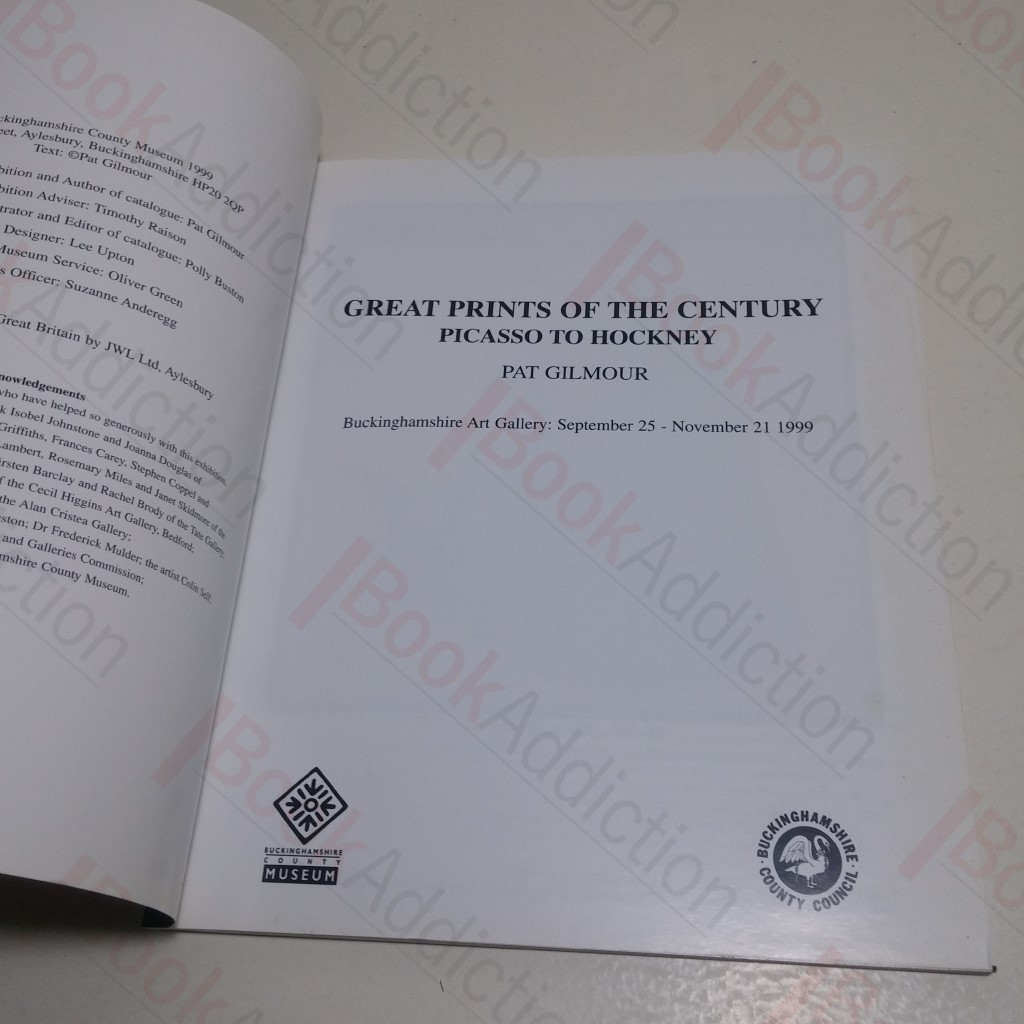 ckinghamshire County Museum 1999
eet, Aylesbury, Buckinghamshire HP20 2QP
Text: ©Pat Gilmour
bition and Author of catalogue: Pat Gilmour
bition Adviser: Timothy Raison
trator and Editor of catalogue: Polly Buston
Designer: Lee Upton
Museum Service: Oliver Green
s Officer: Suzanne Anderegg
Great Britain by JWL Ltd, Aylesbury
nowledgements
who have helped so generously with this exhibition
k Isobel Johnstone and Joanna Douglas of
Griffiths, Frances Carey, Stephen Coppel and
Lambert, Rosemary Miles and Janet Skidmore of the
irsten Barclay and Rachel Brody of the Tate Gallery,
f the Cecil Higgins Art Gallery, Bedford;
the Alan Cristea Gallery;
ston; Dr Frederick Mulder; the artist Colin Self;
and Galleries Commission;
mshire County Museum.
GREAT PRINTS OF THE CENTURY
PICASSO TO HOCKNEY
PAT GILMOUR
Buckinghamshire Art Gallery: September 25 - November 21 1999
BUCKINGHAMSHIRE
COUNTY
MUSEUM
BUCKINGHAMSHIRE
COUNTY COUNCIL
BookAddiction
BookAddiction
BookAddiction
BookAddiction
BookAddiction
BookAddiction